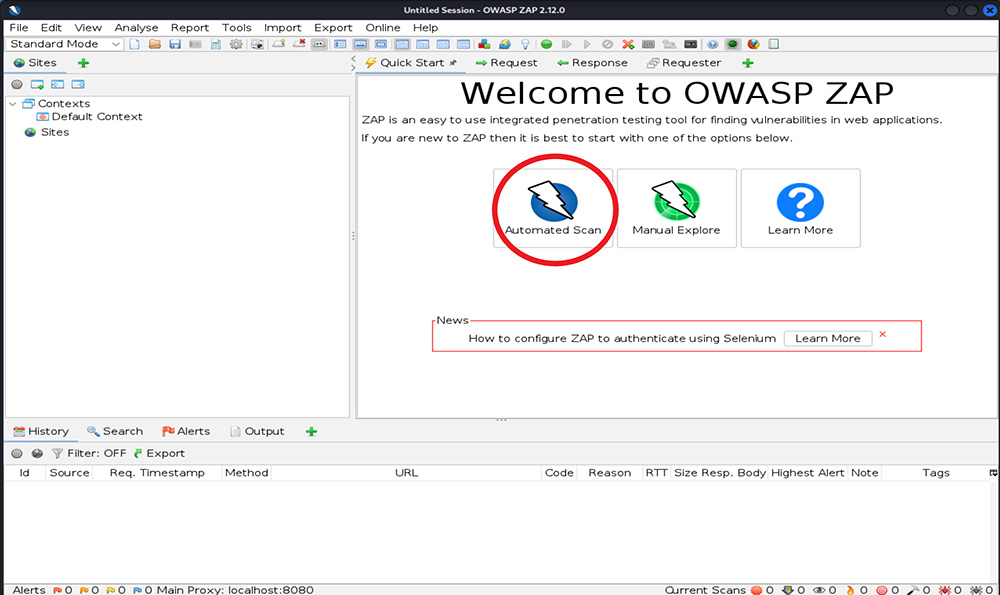 Untitled Session - OWASP ZAP 2.12.0
File Edit View Analyse Report Tools Import Export Online Help
Standard Mode
Sites
Quick Start Request Response Requester
Contexts
Default Context
Sites
Welcome to OWASP ZAP
ZAP is an easy to use integrated penetration testing tool for finding vulnerabilities in web applications.
If you are new to ZAP then it is best to start with one of the options below.
Automated Scan Manual Explore Learn More
News
How to configure ZAP to authenticate using Selenium Learn More
History Search Alerts Output
Filter: OFF Export
Id Source Req. Timestamp Method URL Code Reason RTT Size Resp. Body Highest Alert Note Tags
Alerts 0 0 0 0 Main Proxy: localhost:8080 Current Scans 0 0 0 0 0 0 0 0